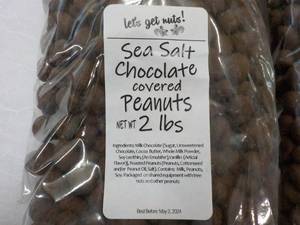 let's get nuts!
Sea Salt
Chocolate
covered
Peanuts
NET WT. 2 lbs
Ingredients: Milk Chocolate (Sugar, Unsweetened
Chocolate, Cocoa Butter, Whole Milk Powder,
Soy Lecithin, (An Emulsifier) Vanillin (Artificial
Flavor)), Roasted Peanuts (Peanuts, Cottonseed
and/or Peanut Oil, Salt). Contains: Milk, Peanuts,
Soy. Packaged on shared equipment with tree
nuts and other peanuts
Best Before: May 2, 2024